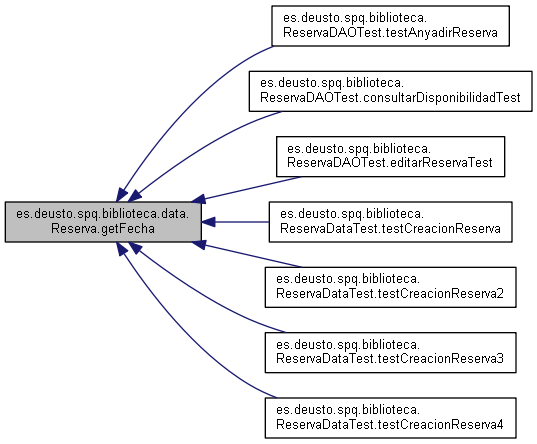 es.deusto.spq.biblioteca.
ReservaDAOTest.testAnyadirReserva
es.deusto.spq.biblioteca.
ReservaDAOTest.consultarDisponibilidadTest
es.deusto.spq.biblioteca.
ReservaDAOTest.editarReservaTest
es.deusto.spq.biblioteca.data.
Reserva.getFecha
es.deusto.spq.biblioteca.
ReservaDataTest.testCreacionReserva
es.deusto.spq.biblioteca.
ReservaDataTest.testCreacionReserva2
es.deusto.spq.biblioteca.
ReservaDataTest.testCreacionReserva3
es.deusto.spq.biblioteca.
ReservaDataTest.testCreacionReserva4